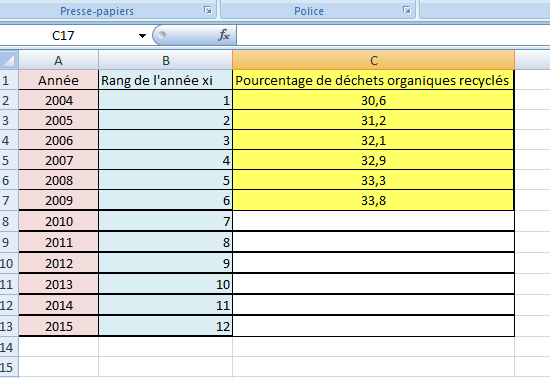 Presse-papiers Police
C17 fx
A B C
1 Année Rang de l'année xi Pourcentage de déchets organiques recyclés
2 2004 1 30,6
3 2005 2 31,2
4 2006 3 32,1
5 2007 4 32,9
6 2008 5 33,3
7 2009 6 33,8
8 2010 7
9 2011 8
10 2012 9
11 2013 10
12 2014 11
13 2015 12
14
15